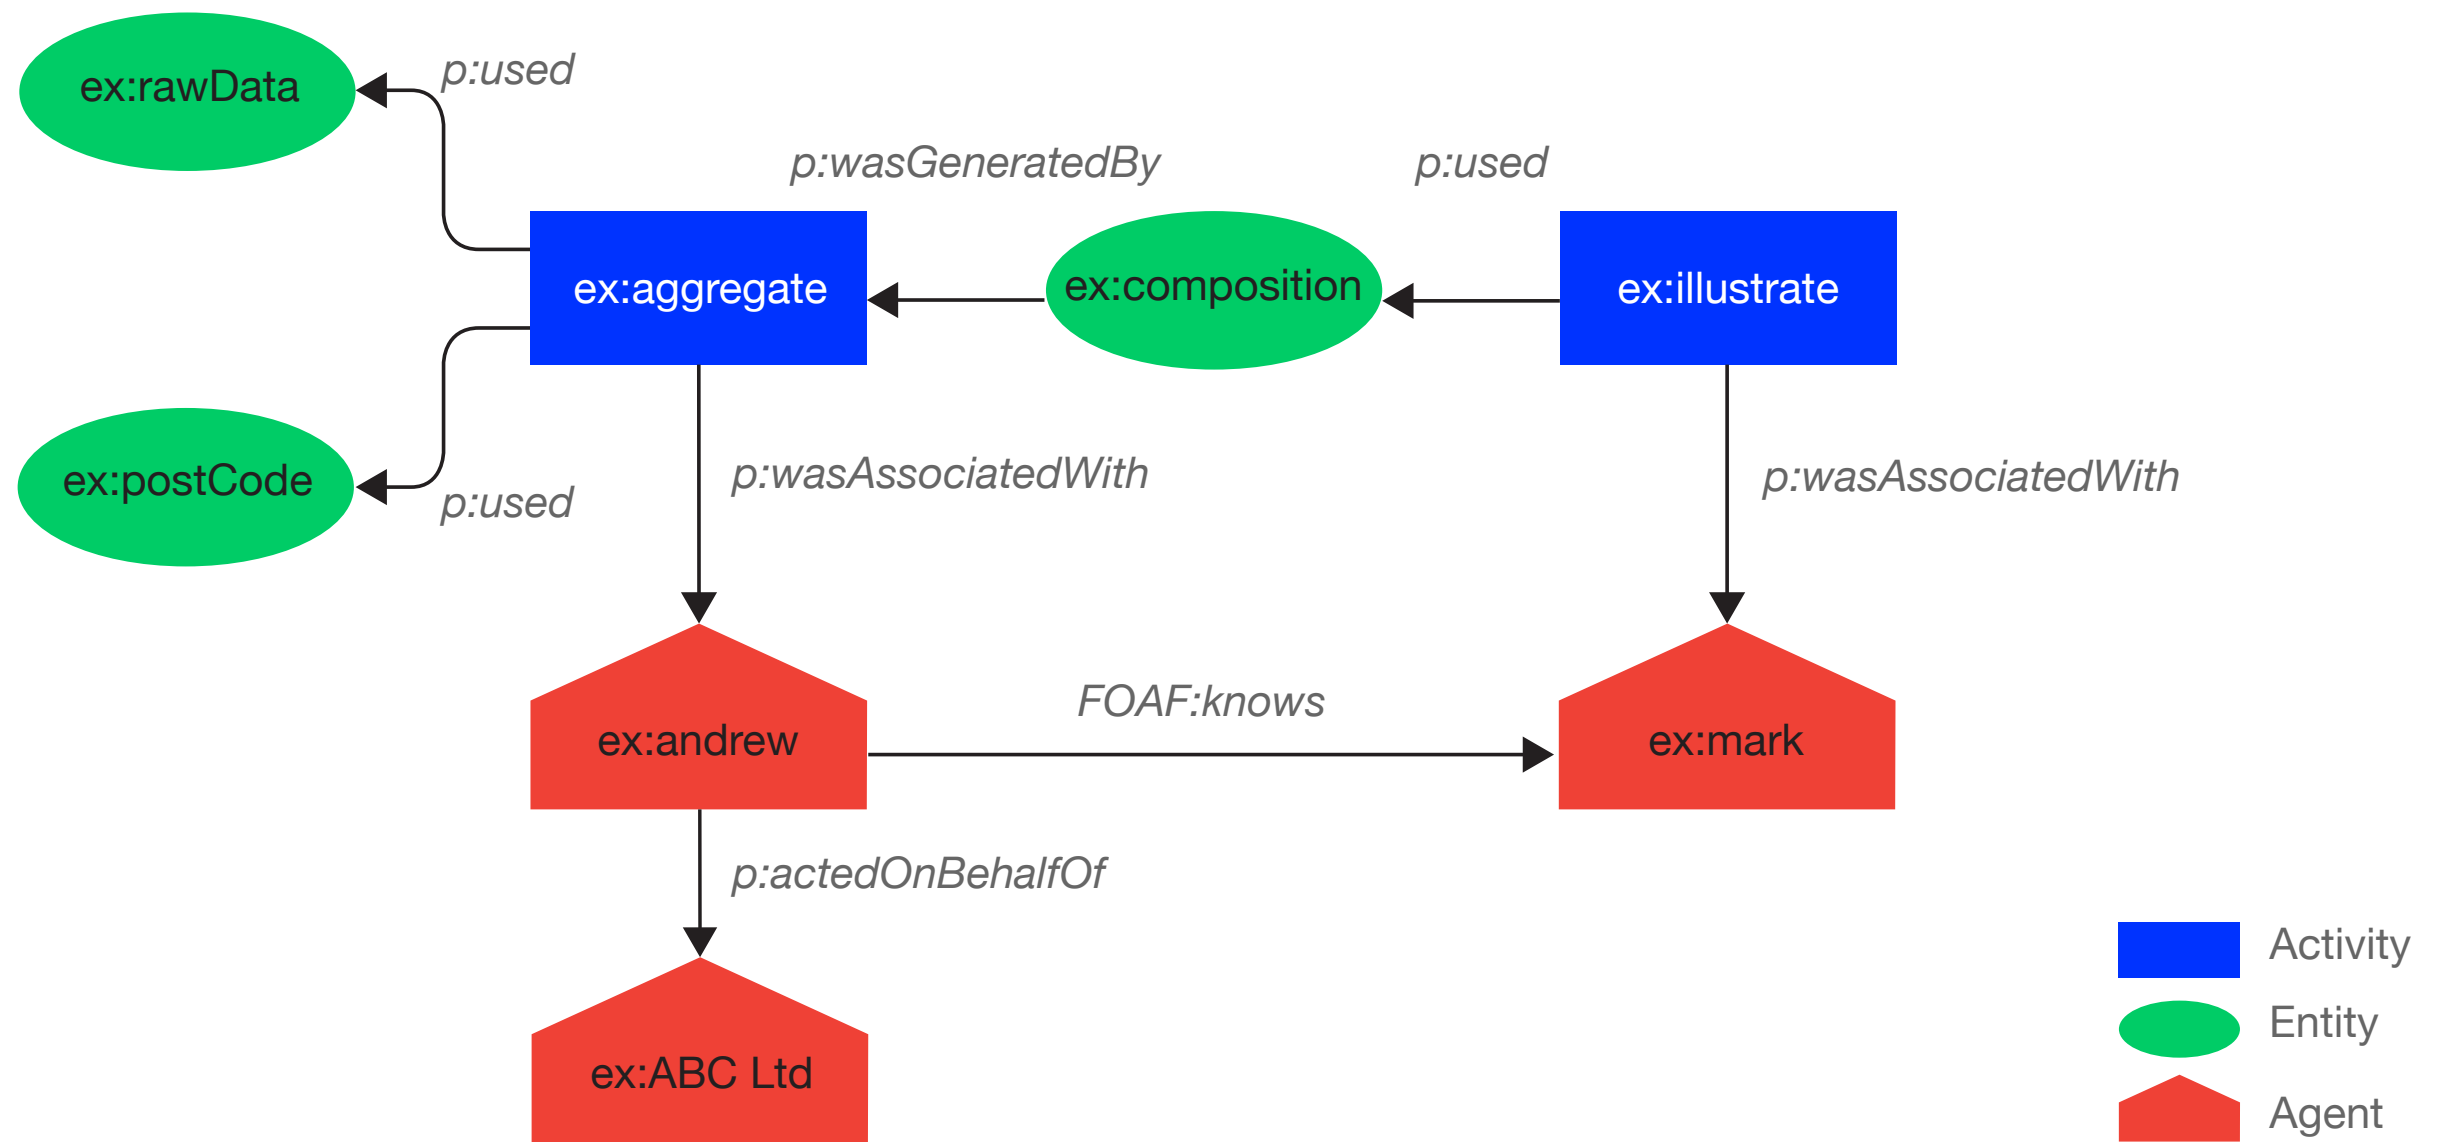 ex:rawData
p:used
p:wasGeneratedBy
p:used
ex:aggregate
ex:composition
ex:illustrate
ex:postCode
p:used
p:wasAssociatedWith
p:wasAssociatedWith
FOAF:knows
ex:andrew
ex:mark
p:actedOnBehalfOf
ex:ABC Ltd
Activity
Entity
Agent